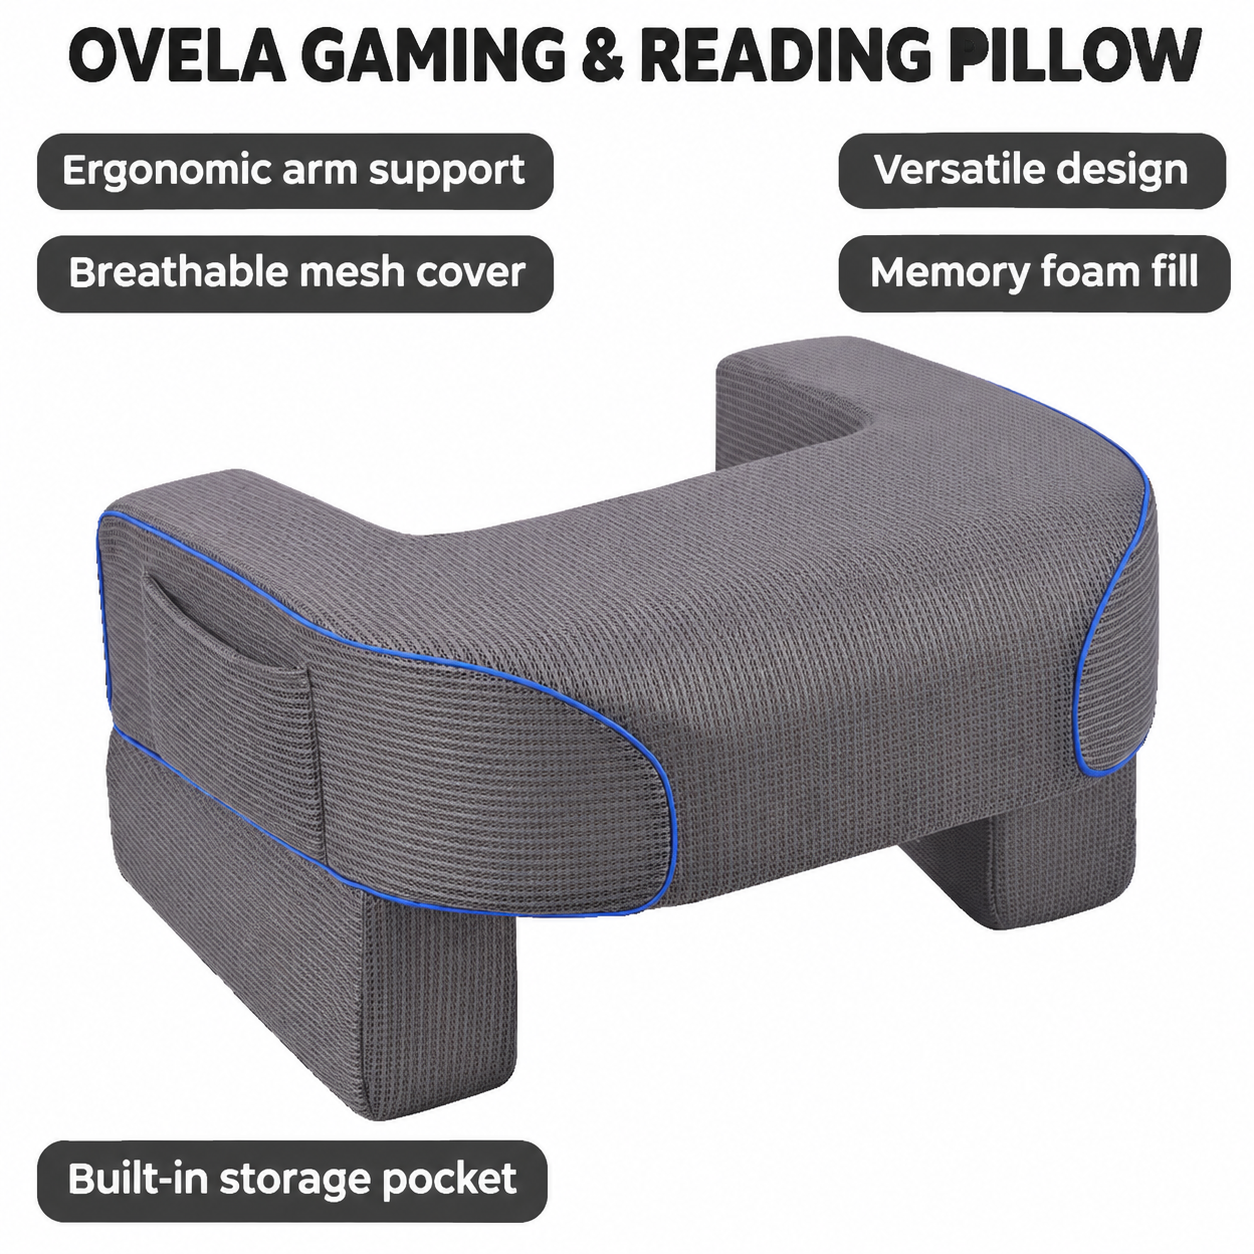 OVELA GAMING & READING PILLOW
Ergonomic arm support
Versatile design
Breathable mesh cover
Memory foam fill
Built-in storage pocket